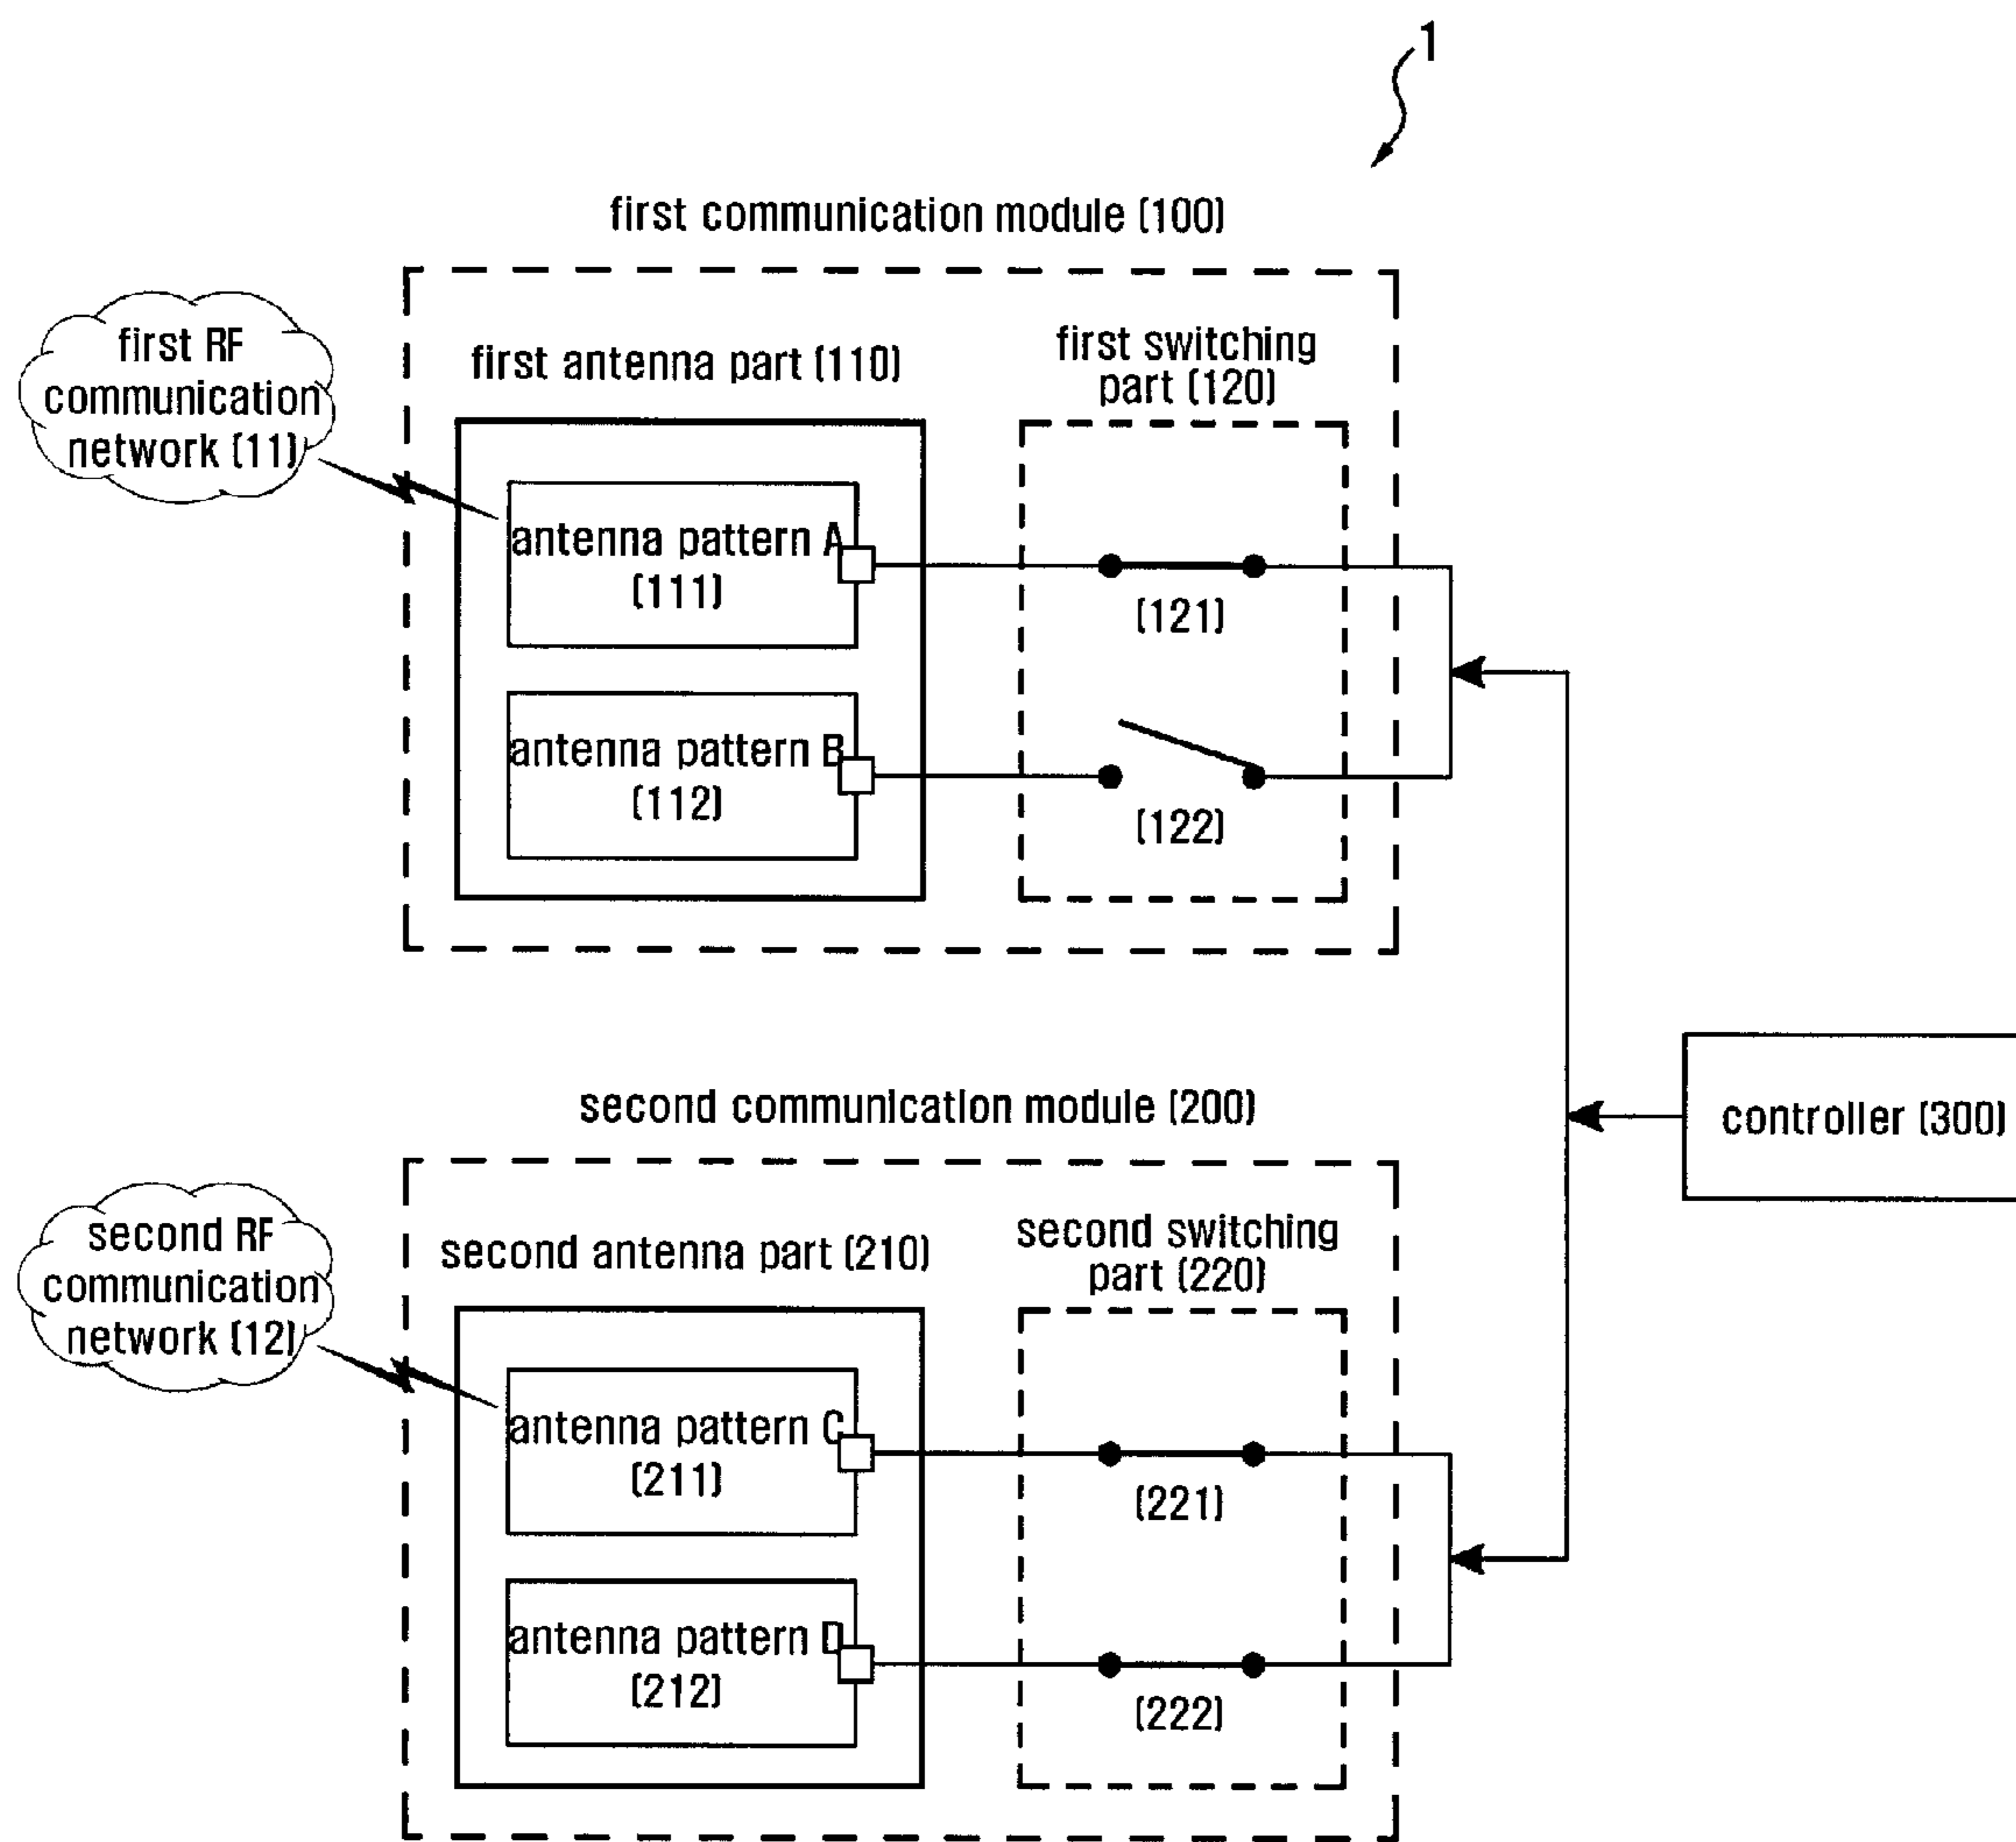 1
first communication module (100)
first RF
communication
network (11)
first antenna part (110)
first switching
part (120)
antenna pattern A
(111)
(121)
antenna pattern B
(112)
(122)
controller (300)
second communication module (200)
second RF
communication
network (12)
second antenna part (210)
second switching
part (220)
antenna pattern C
(211)
(221)
antenna pattern D
(212)
(222)